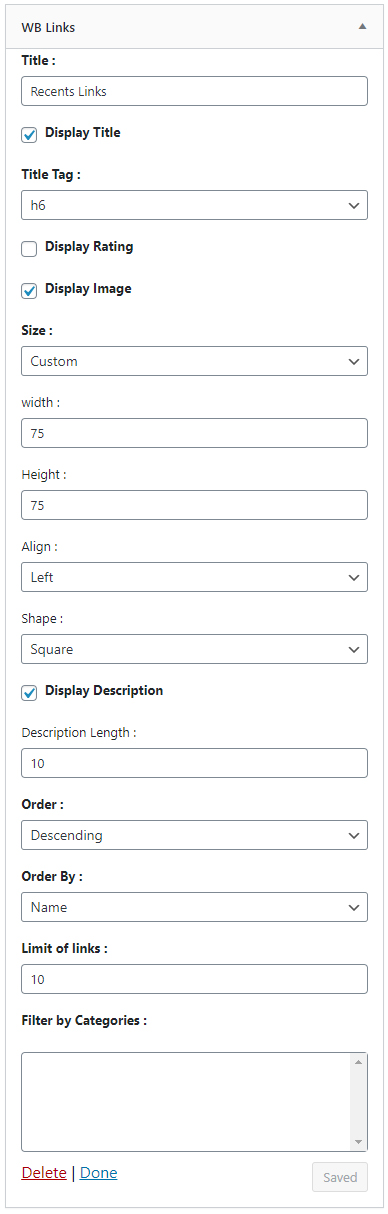 WB Links
Title :
Recents Links
Display Title
Title Tag :
h6
Display Rating
Display Image
Size :
Custom
width :
75
Height :
75
Align :
Left
Shape :
Square
Display Description
Description Length :
10
Order :
Descending
Order By :
Name
Limit of links :
10
Filter by Categories :
Delete | Done
Saved